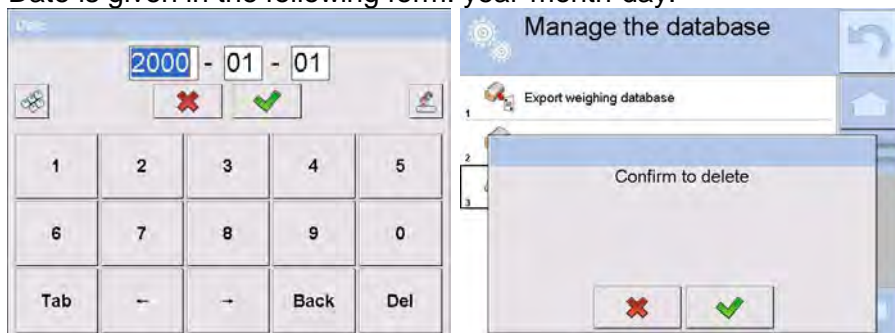 Date is given in the following form: year-month-day.
Date
2000 - 01 - 01
1 2 3 4 5
6 7 8 9 0
Tab ← → Back Del
Manage the database
1 Export weighing database
2
3
Confirm to delete